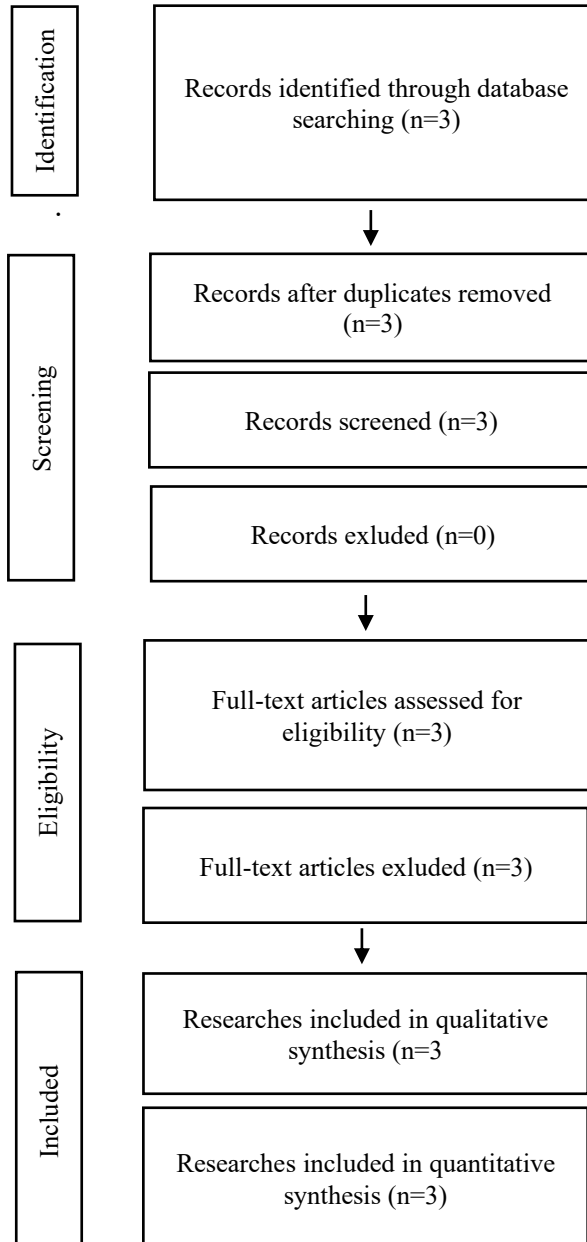 Identification
Records identified through database
searching (n=3)
.
Screening
Records after duplicates removed
(n=3)
Records screened (n=3)
Records exluded (n=0)
Eligibility
Full-text articles assessed for
eligibility (n=3)
Full-text articles exluded (n=3)
Included
Researches included in qualitative
synthesis (n=3
Researches included in quantitative
synthesis (n=3)